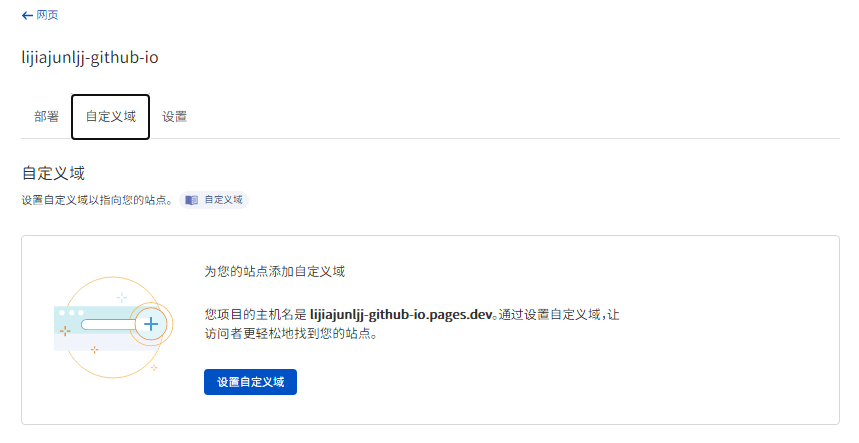 网页
lijiajunljj-github-io
部署 自定义域 设置
自定义域
设置自定义域以指向您的站点。 自定义域
为您的站点添加自定义域
您项目的主机名是 lijiajunljj-github-io.pages.dev。通过设置自定义域，让
访问者更轻松地找到您的站点。
设置自定义域